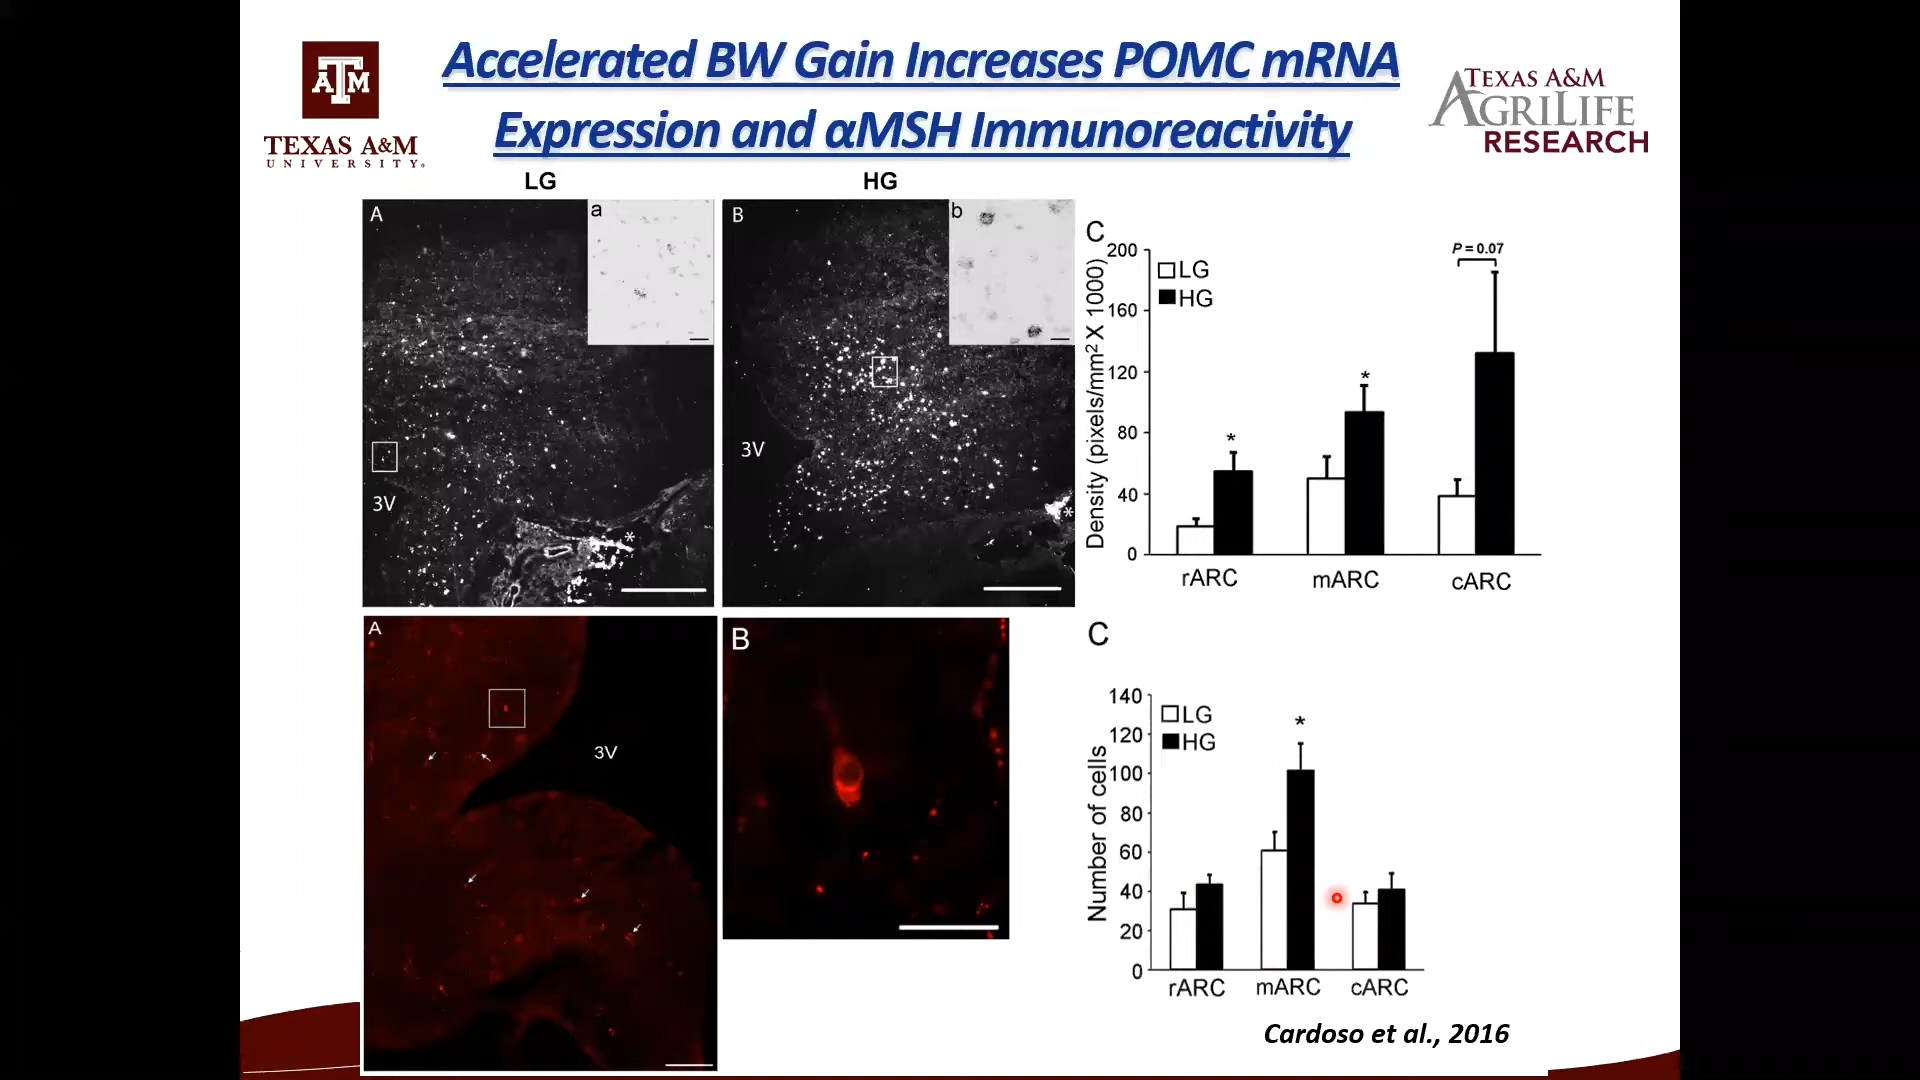 Accelerated BW Gain Increases POMC mRNA
Expression and αMSH Immunoreactivity
ATM
TEXAS A&M
UNIVERSITY
TEXAS A&M
AGRILIFE
RESEARCH
LG
HG
A
a
3V
*
B
b
3V
*
C
Density (pixels/mm² X 1000)
200
160
120
80
40
0
LG
HG
*
*
P = 0.07
rARC
mARC
cARC
A
3V
B
C
Number of cells
140
120
100
80
60
40
20
0
LG
HG
*
rARC
mARC
cARC
Cardoso et al., 2016